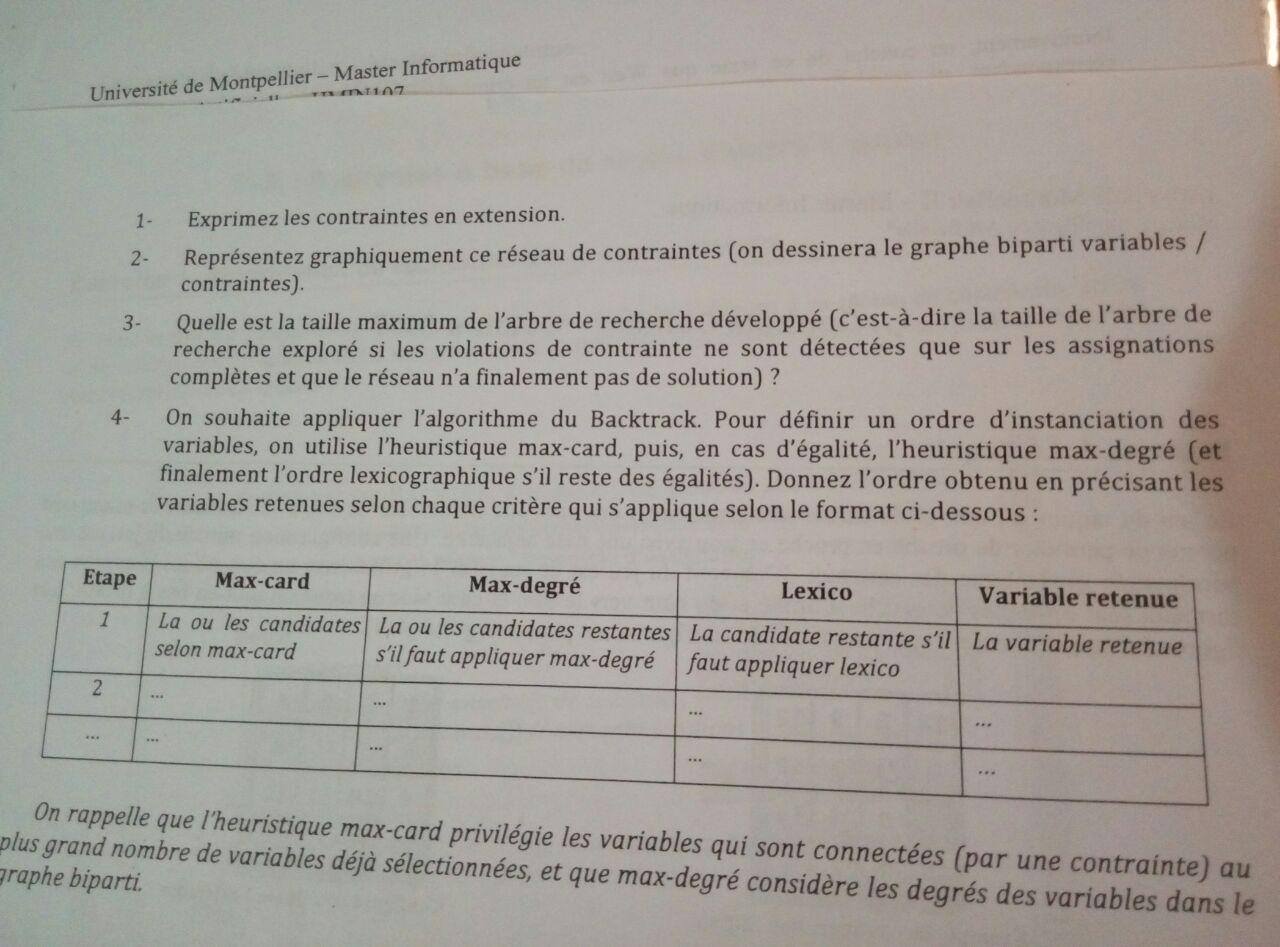 Université de Montpellier – Master Informatique
1- Exprimez les contraintes en extension.
2- Représentez graphiquement ce réseau de contraintes (on dessinera le graphe biparti variables /
contraintes).
3- Quelle est la taille maximum de l’arbre de recherche développé (c’est-à-dire la taille de l’arbre de
recherche exploré si les violations de contrainte ne sont détectées que sur les assignations
complètes et que le réseau n’a finalement pas de solution) ?
4- On souhaite appliquer l’algorithme du Backtrack. Pour définir un ordre d’instanciation des
variables, on utilise l’heuristique max-card, puis, en cas d’égalité, l’heuristique max-degré (et
finalement l’ordre lexicographique s’il reste des égalités). Donnez l’ordre obtenu en précisant les
variables retenues selon chaque critère qui s’applique selon le format ci-dessous :
Etape Max-card Max-degré Lexico Variable retenue
1 La ou les candidates La ou les candidates restantes La candidate restante s’il La variable retenue
selon max-card s’il faut appliquer max-degré faut appliquer lexico
2 ... ... ... ...
... ... ... ... ...
On rappelle que l’heuristique max-card privilégie les variables qui sont connectées (par une contrainte) au
plus grand nombre de variables déjà sélectionnées, et que max-degré considère les degrés des variables dans le
graphe biparti.